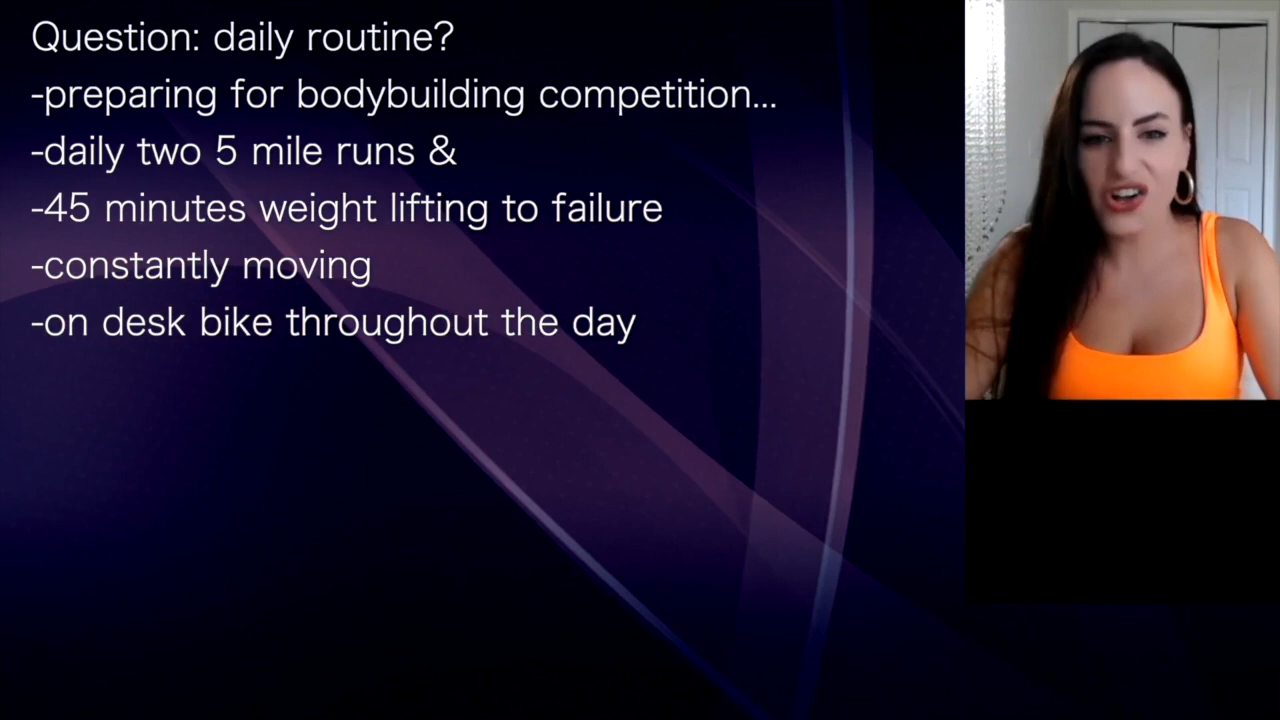 Question: daily routine?
-preparing for bodybuilding competition...
-daily two 5 mile runs &
-45 minutes weight lifting to failure
-constantly moving
-on desk bike throughout the day